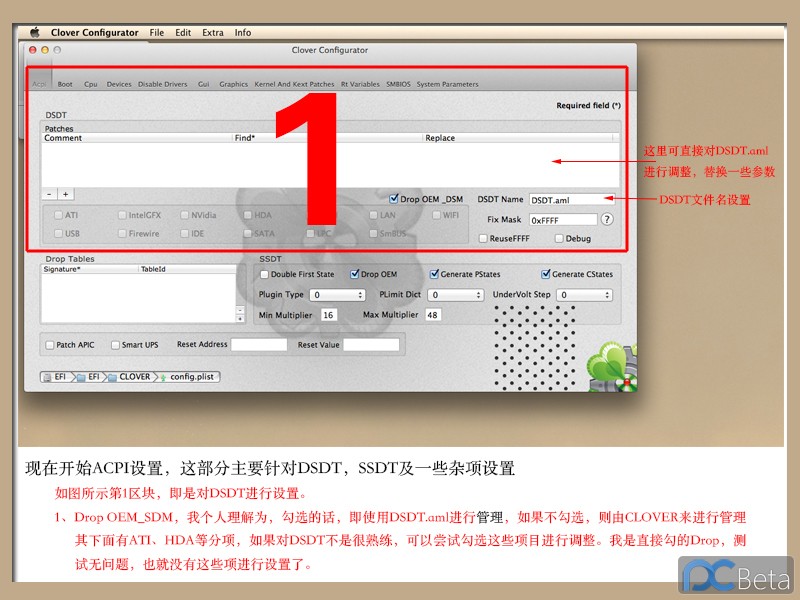 Clover Configurator File Edit Extra Info
Clover Configurator
Acpi Boot Cpu Devices Disable Drivers Gui Graphics Kernel And Kext Patches Rt Variables SMBIOS System Parameters
1
Required field (*)
DSDT
Patches
Comment Find* Replace
这里可直接对DSDT.aml
进行调整，替换一些参数
- +
Drop OEM _DSM DSDT Name DSDT.aml
DSDT文件名设置
ATI IntelGFX NVidia HDA LAN WIFI
Fix Mask 0xFFFF ?
USB Firewire IDE SATA LPC SmBUS
ReuseFFFF Debug
Drop Tables
Signature* TableId
- +
SSDT
Double First State Drop OEM Generate PStates Generate CStates
Plugin Type 0 PLimit Dict 0 UnderVolt Step 0
Min Multiplier 16 Max Multiplier 48
Patch APIC Smart UPS Reset Address Reset Value
EFI EFI CLOVER config.plist
现在开始ACPI设置，这部分主要针对DSDT，SSDT及一些杂项设置
如图所示第1区块，即是对DSDT进行设置。
1、Drop OEM_SDM，我个人理解为，勾选的话，即使用DSDT.aml进行管理，如果不勾选，则由CLOVER来进行管理
其下面有ATI、HDA等分项，如果对DSDT不是很熟练，可以尝试勾选这些项目进行调整。我是直接勾的Drop，测
试无问题，也就没有这些项进行设置了。
PCBeta